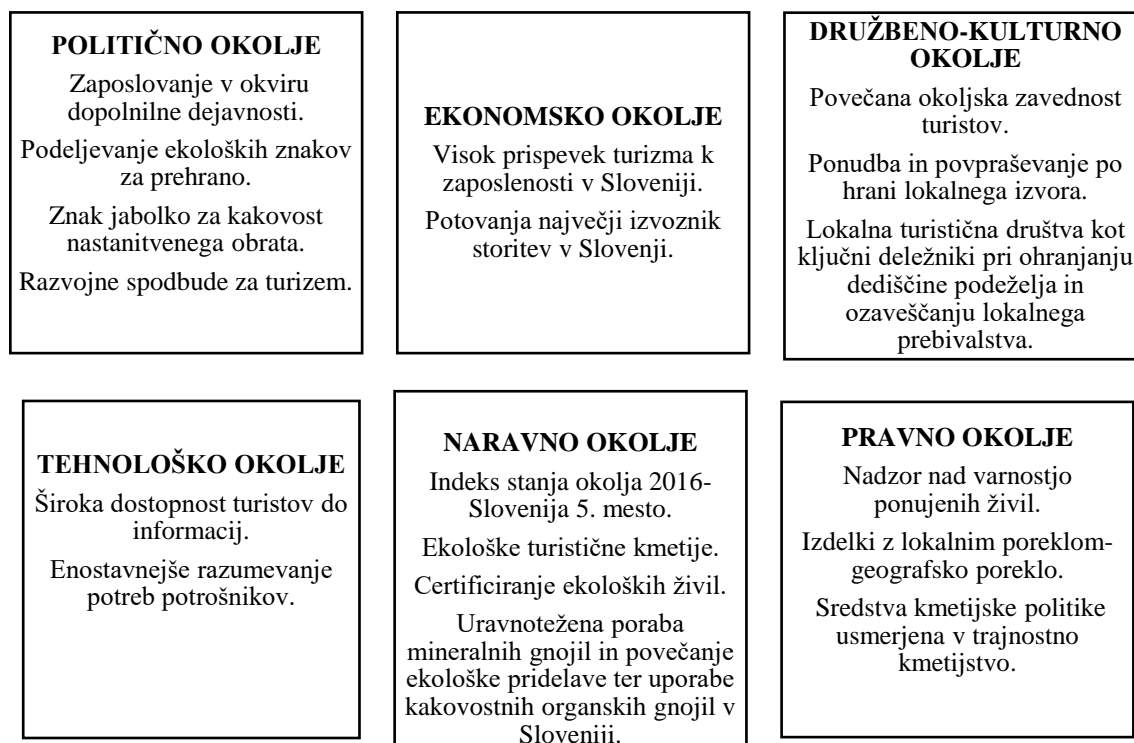 POLITIČNO OKOLJE
Zaposlovanje v okviru
dopolnilne dejavnosti.
Podeljevanje ekoloških znakov
za prehrano.
Znak jabolko za kakovost
nastanitvenega obrata.
Razvojne spodbude za turizem.
EKONOMSKO OKOLJE
Visok prispevek turizma k
zaposlenosti v Sloveniji.
Potovanja največji izvoznik
storitev v Slovenji.
DRUŽBENO-KULTURNO
OKOLJE
Povečana okoljska zavednost
turistov.
Ponudba in povpraševanje po
hrani lokalnega izvora.
Lokalna turistična društva kot
ključni deležniki pri ohranjanju
dediščine podeželja in
ozaveščanju lokalnega
prebivalstva.
TEHNOLOŠKO OKOLJE
Široka dostopnost turistov do
informacij.
Enostavnejše razumevanje
potreb potrošnikov.
NARAVNO OKOLJE
Indeks stanja okolja 2016-
Slovenija 5. mesto.
Ekološke turistične kmetije.
Certificiranje ekoloških živil.
Uravnotežena poraba
mineralnih gnojil in povečanje
ekološke pridelave ter uporabe
kakovostnih organskih gnojil v
Sloveniji.
PRAVNO OKOLJE
Nadzor nad varnostjo
ponujenih živil.
Izdelki z lokalnim poreklom-
geografsko poreklo.
Sredstva kmetijske politike
usmerjena v trajnostno
kmetijstvo.